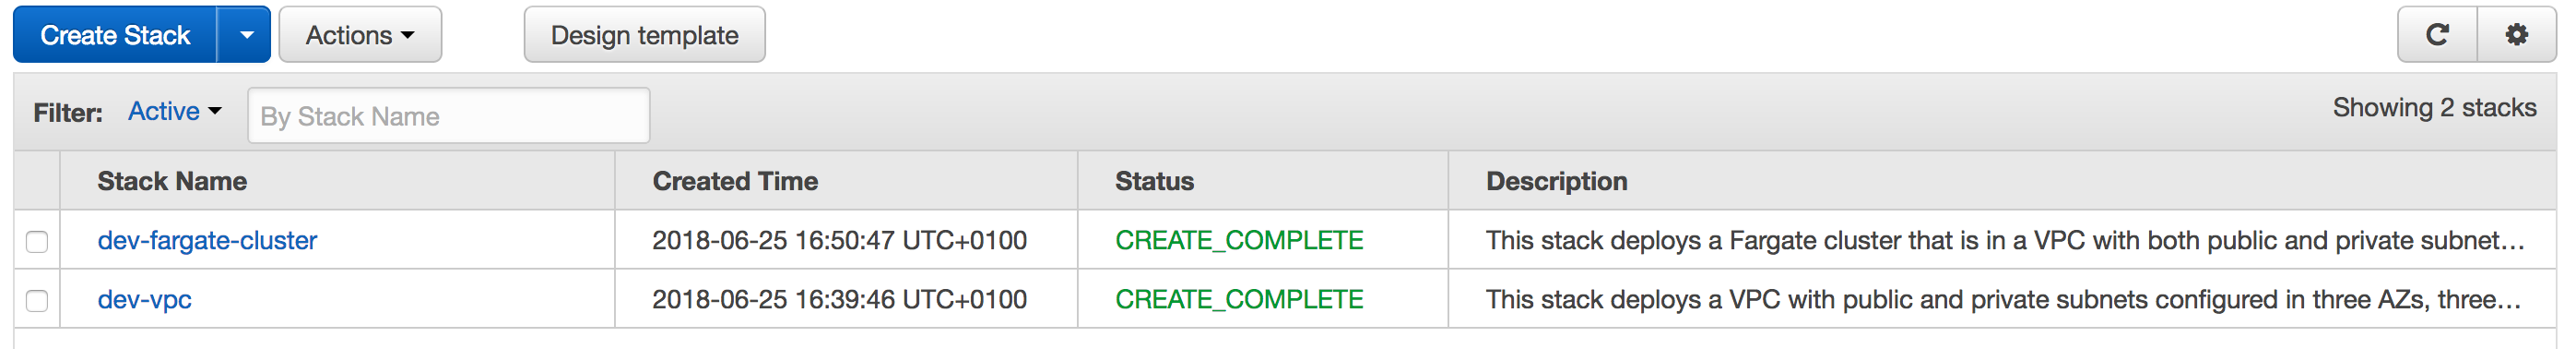 Create Stack Actions Design template
Filter: Active By Stack Name Showing 2 stacks
Stack Name Created Time Status Description
dev-fargate-cluster 2018-06-25 16:50:47 UTC+0100 CREATE_COMPLETE This stack deploys a Fargate cluster that is in a VPC with both public and private subnet...
dev-vpc 2018-06-25 16:39:46 UTC+0100 CREATE_COMPLETE This stack deploys a VPC with public and private subnets configured in three AZs, three...